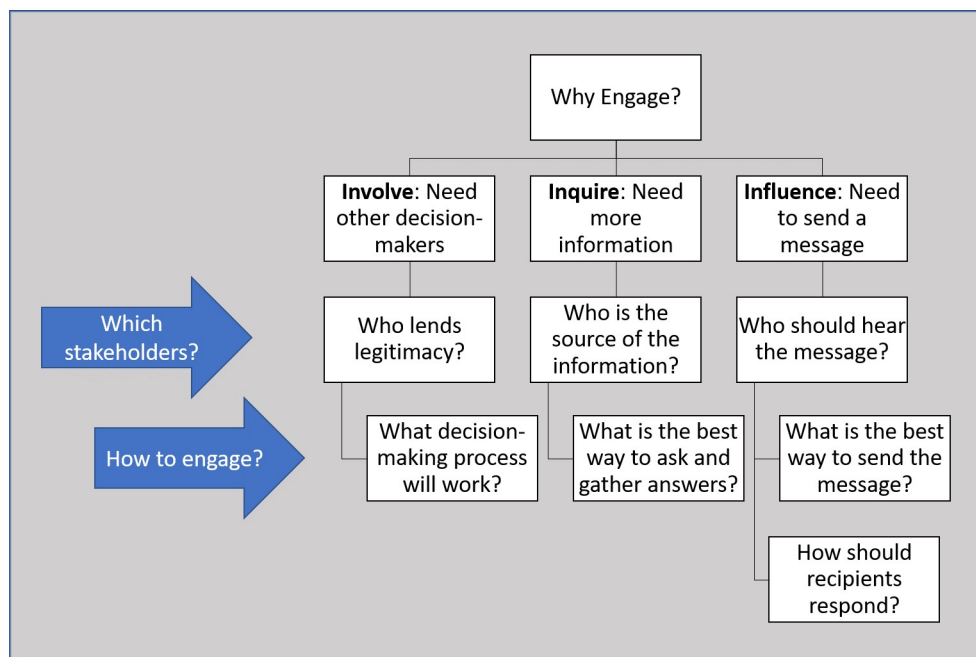 Why Engage?
Involve: Need
other decision-
makers
Inquire: Need
more
information
Influence: Need
to send a
message
Which
stakeholders?
Who lends
legitimacy?
Who is the
source of the
information?
Who should hear
the message?
How to engage?
What decision-
making process
will work?
What is the best
way to ask and
gather answers?
What is the best
way to send the
message?
How should
recipients
respond?